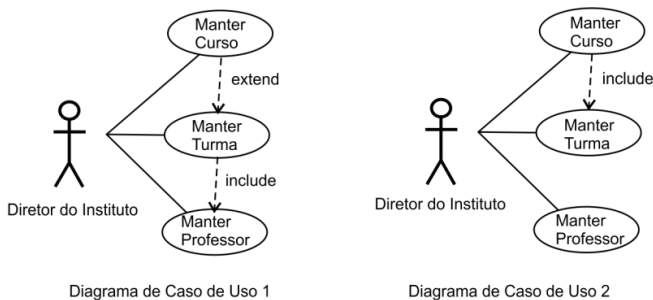 Manter
Curso
extend
Manter
Turma
include
Manter
Professor
Diretor do Instituto
Diagrama de Caso de Uso 1
Manter
Curso
include
Manter
Turma
Manter
Professor
Diretor do Instituto
Diagrama de Caso de Uso 2